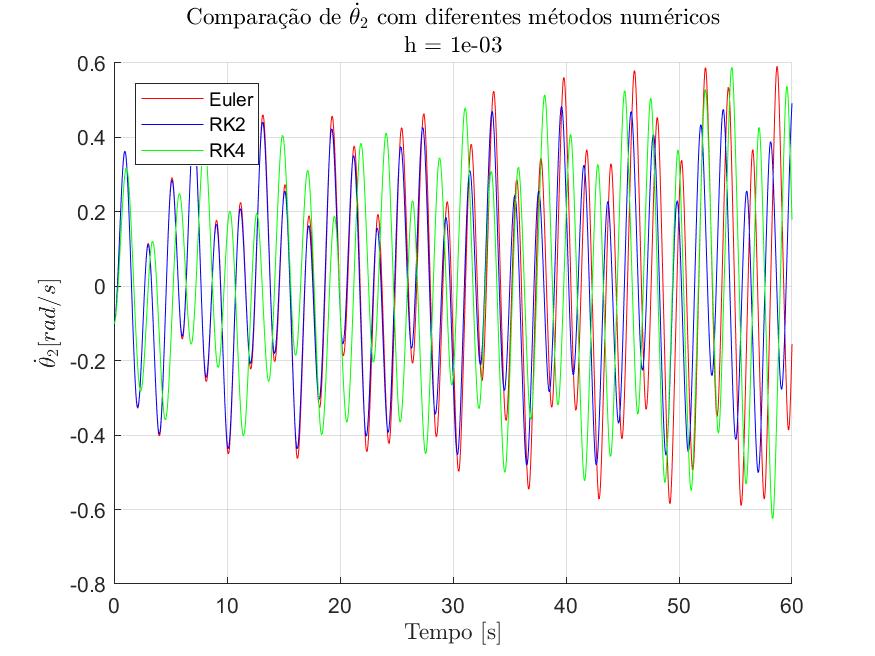 Comparação de θ̇₂ com diferentes métodos numéricos
h = 1e-03
Euler
RK2
RK4
0.6
0.4
0.2
0
-0.2
-0.4
-0.6
-0.8
θ̇₂[rad/s]
0 10 20 30 40 50 60
Tempo [s]